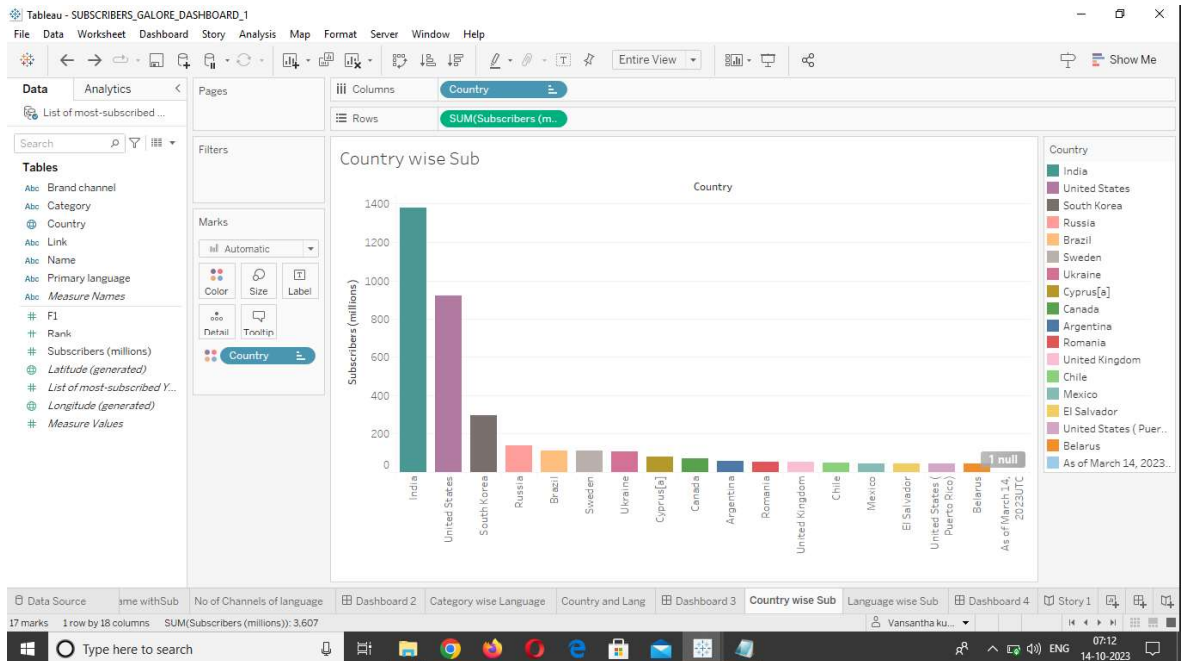 Tableau - SUBSCRIBERS_GALORE_DASHBOARD_1
File Data Worksheet Dashboard Story Analysis Map Format Server Window Help
Entire View
Show Me
Data Analytics
List of most-subscribed ...
Search
Tables
Abc Brand channel
Abc Category
Country
Abc Link
Abc Name
Abc Primary language
Abc Measure Names
# F1
# Rank
# Subscribers (millions)
Latitude (generated)
# List of most-subscribed Y...
Longitude (generated)
# Measure Values
Pages
Filters
Marks
Automatic
Color Size Label
Detail Tooltip
Country
iii Columns Country
Rows SUM(Subscribers (m..
Country wise Sub
Country
Subscribers (millions)
1400
1200
1000
800
600
400
200
0
1 null
India
United States
South Korea
Russia
Brazil
Sweden
Ukraine
Cyprus[a]
Canada
Argentina
Romania
United Kingdom
Chile
Mexico
El Salvador
United States (
Puerto Rico)
Belarus
As of March 14,
2023UTC
Country
India
United States
South Korea
Russia
Brazil
Sweden
Ukraine
Cyprus[a]
Canada
Argentina
Romania
United Kingdom
Chile
Mexico
El Salvador
United States ( Puer..
Belarus
As of March 14, 2023..
Data Source ame withSub No of Channels of language Dashboard 2 Category wise Language Country and Lang Dashboard 3 Country wise Sub Language wise Sub Dashboard 4 Story 1
17 marks 1 row by 18 columns SUM(Subscribers (millions)): 3,607 Vansantha ku...
Type here to search
ENG
07:12
14-10-2023